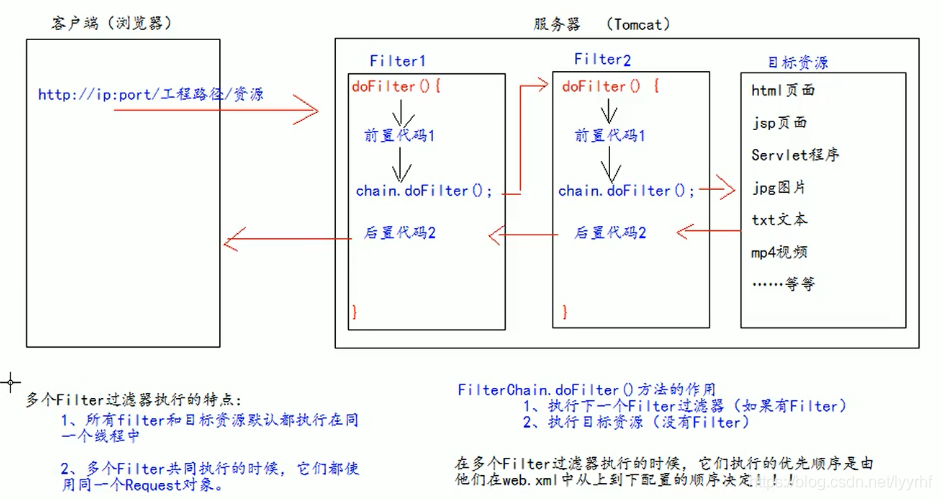 客户端（浏览器）
服务器 （Tomcat）
http://ip:port/工程路径/资源
Filter1
doFilter(){
前置代码1
chain.doFilter();
后置代码2
}
Filter2
doFilter() {
前置代码1
chain.doFilter();
后置代码2
}
目标资源
html页面
jsp页面
Servlet程序
jpg图片
txt文本
mp4视频
……等等
多个Filter过滤器执行的特点:
1、所有filter和目标资源默认都执行在同
一个线程中
2、多个Filter共同执行的时候，它们都使
用同一个Request对象。
FilterChain.doFilter()方法的作用
1、执行下一个Filter过滤器（如果有Filter）
2、执行目标资源（没有Filter）
在多个Filter过滤器执行的时候，它们执行的优先顺序是由
他们在web.xml中从上到下配置的顺序决定！！！
https://blog.csdn.net/lyyrhf